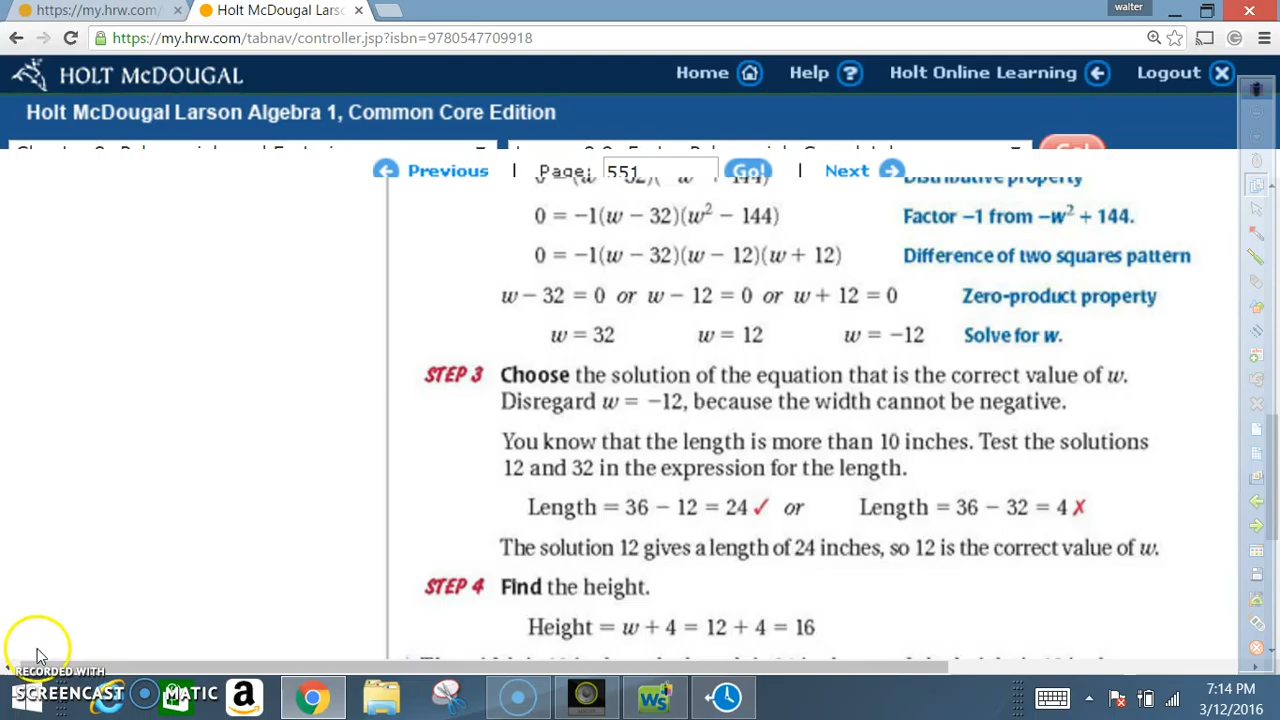 https://my.hrw.com/tabnav/ × Holt McDougal Lars × walter
https://my.hrw.com/tabnav/controller.jsp?isbn=9780547709918
HOLT MCDOUGAL Home Help ? Holt Online Learning Logout X
Holt McDougal Larson Algebra 1, Common Core Edition
Previous | Page: 551 Go! | Next
Distributive property
0 = −1(w − 32)(w² − 144) Factor −1 from −w² + 144.
0 = −1(w − 32)(w − 12)(w + 12) Difference of two squares pattern
w − 32 = 0 or w − 12 = 0 or w + 12 = 0 Zero-product property
w = 32 w = 12 w = −12 Solve for w.
STEP 3 Choose the solution of the equation that is the correct value of w.
Disregard w = −12, because the width cannot be negative.
You know that the length is more than 10 inches. Test the solutions
12 and 32 in the expression for the length.
Length = 36 − 12 = 24 ✓ or Length = 36 − 32 = 4 ✗
The solution 12 gives a length of 24 inches, so 12 is the correct value of w.
STEP 4 Find the height.
Height = w + 4 = 12 + 4 = 16
RECORDED WITH
SCREENCAST MATIC
7:14 PM
3/12/2016